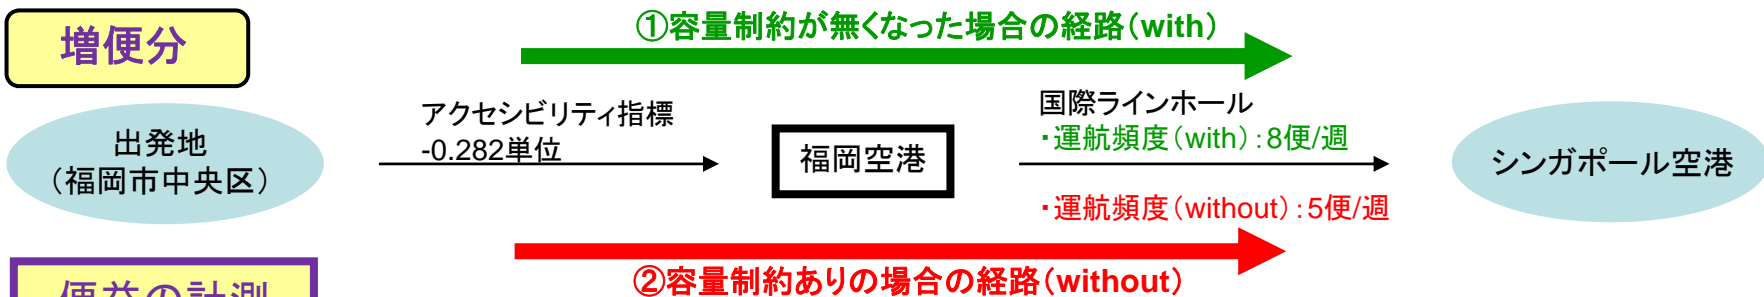 増便分
①容量制約が無くなった場合の経路(with)
出発地
(福岡市中央区)
アクセシビリティ指標
-0.282単位
福岡空港
国際ラインホール
・運航頻度(with):8便/週
・運航頻度(without):5便/週
シンガポール空港
②容量制約ありの場合の経路(without)
便益の計測